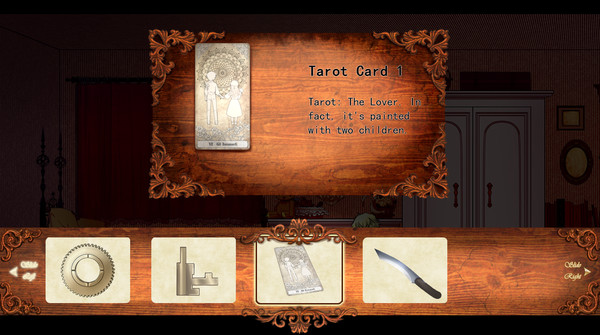 Tarot Card 1
Tarot: The Lover. In
fact, it's painted
with two children
Slide
Left
Slide
Right